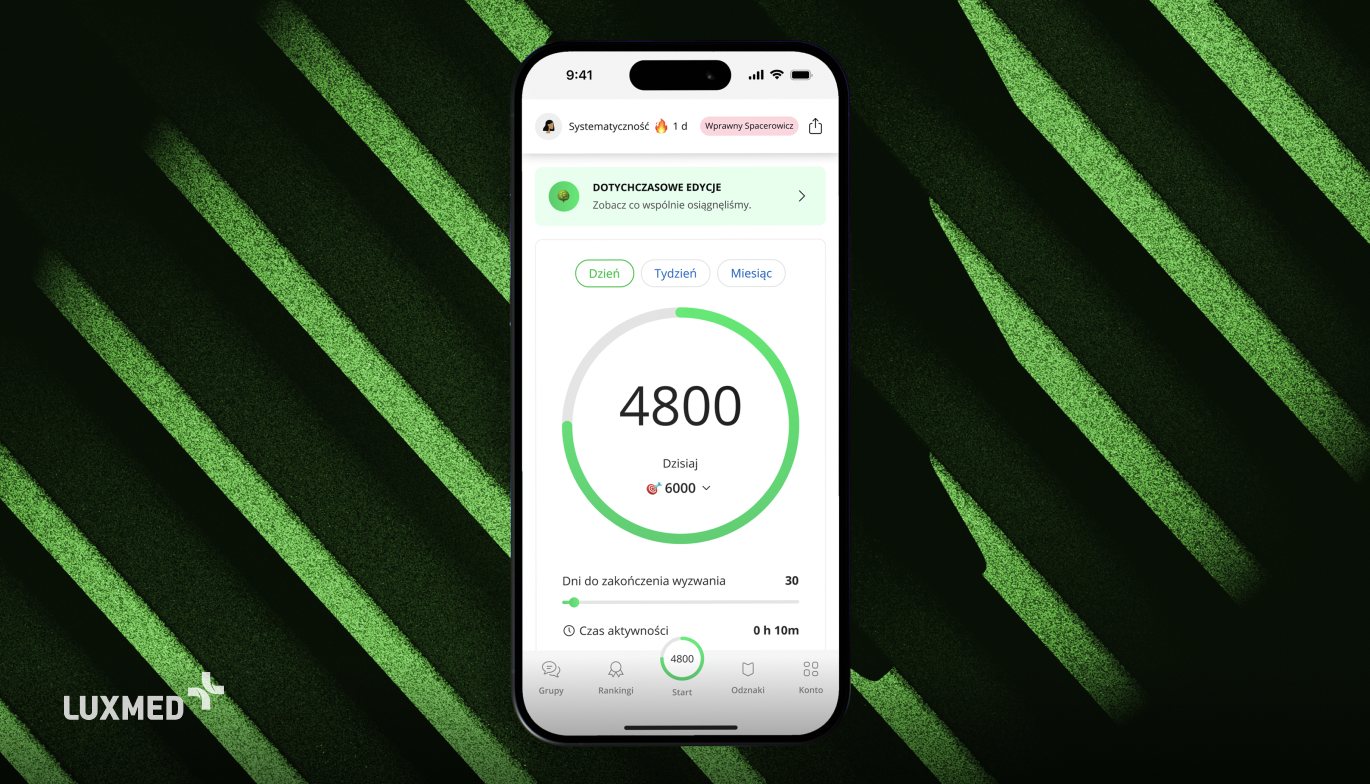 9:41
Systematyczność 🔥 1 d Wprawny Spacerowicz
DOTYCHCZASOWE EDYCJE
Zobacz co wspólnie osiągnęliśmy.
Dzień Tydzień Miesiąc
4800
Dzisiaj
🎯 6000
Dni do zakończenia wyzwania 30
Czas aktywności 0 h 10m
4800
Grupy Rankingi Start Odznaki Konto
LUXMED